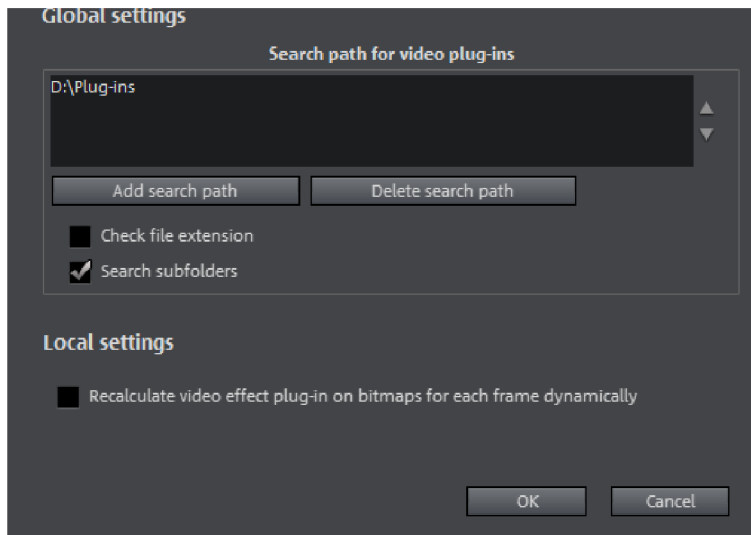 Global settings
Search path for video plug-ins
D:\Plug-ins
Add search path
Delete search path
Check file extension
Search subfolders
Local settings
Recalculate video effect plug-in on bitmaps for each frame dynamically
OK
Cancel